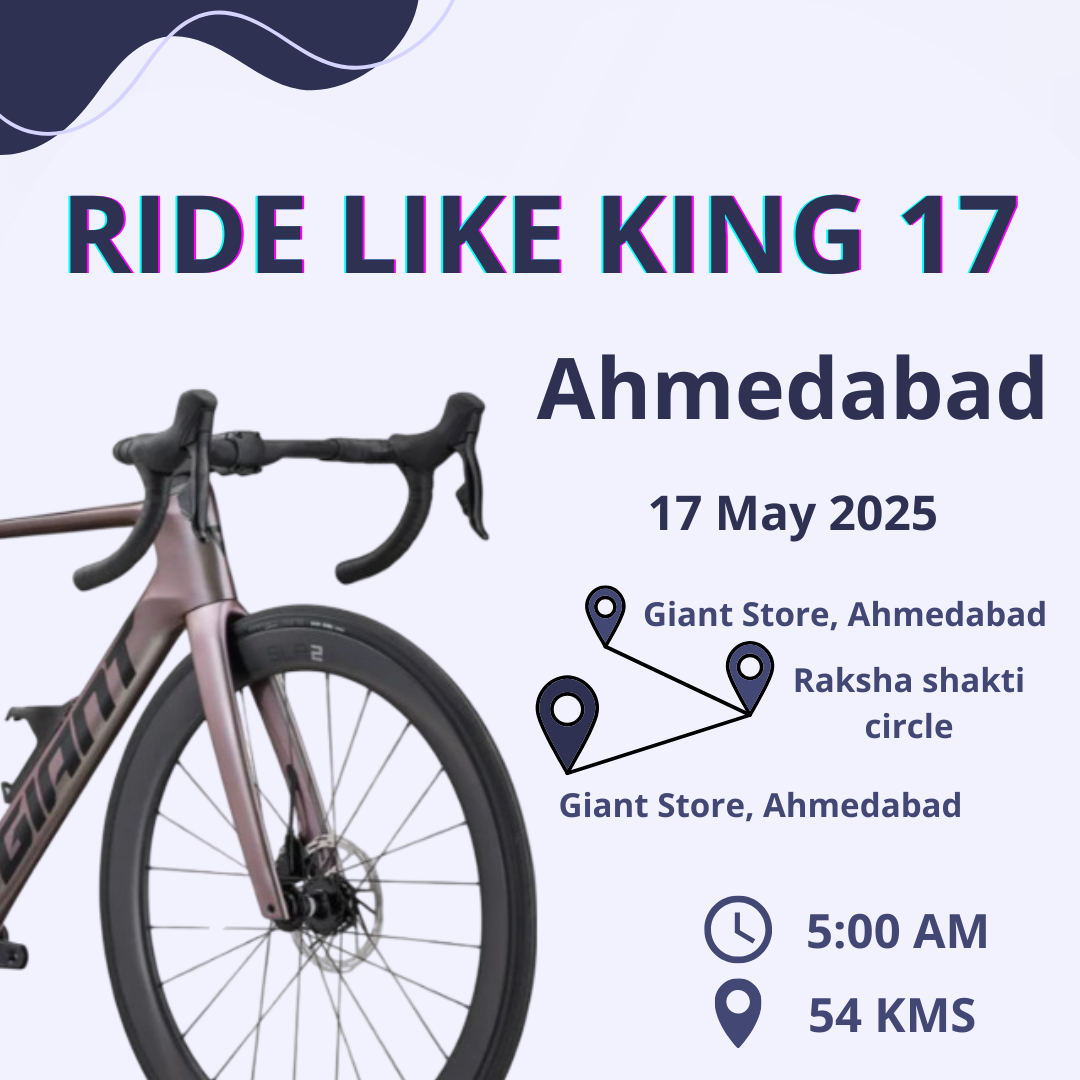 RIDE LIKE KING 17
Ahmedabad
17 May 2025
Giant Store, Ahmedabad
Raksha shakti
circle
Giant Store, Ahmedabad
5:00 AM
54 KMS
GIANT
SLR2